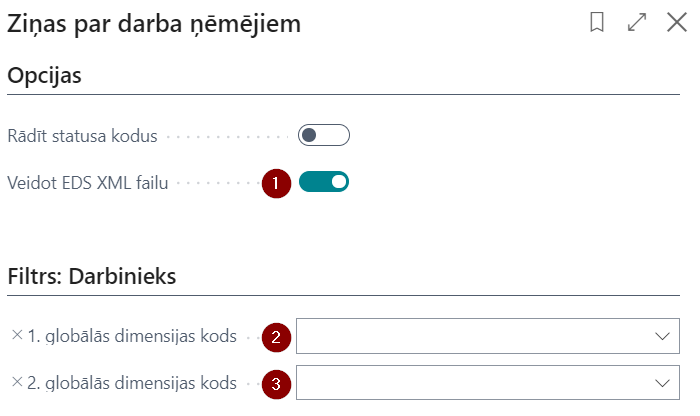 Ziņas par darba ņēmējiem
Opcijas
Rādīt statusa kodus
Veidot EDS XML failu 1
Filtrs: Darbinieks
1. globālās dimensijas kods 2
2. globālās dimensijas kods 3